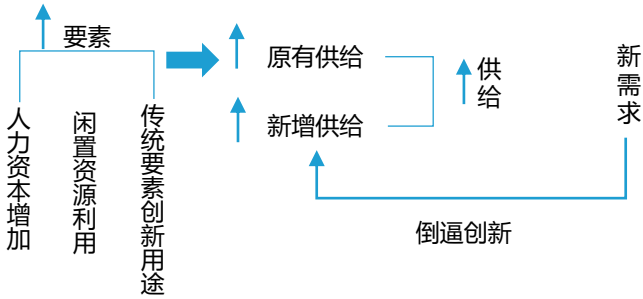 要素
原有供给
新增供给
供给
新需求
人力资本增加
闲置资源利用
传统要素创新用途
倒逼创新